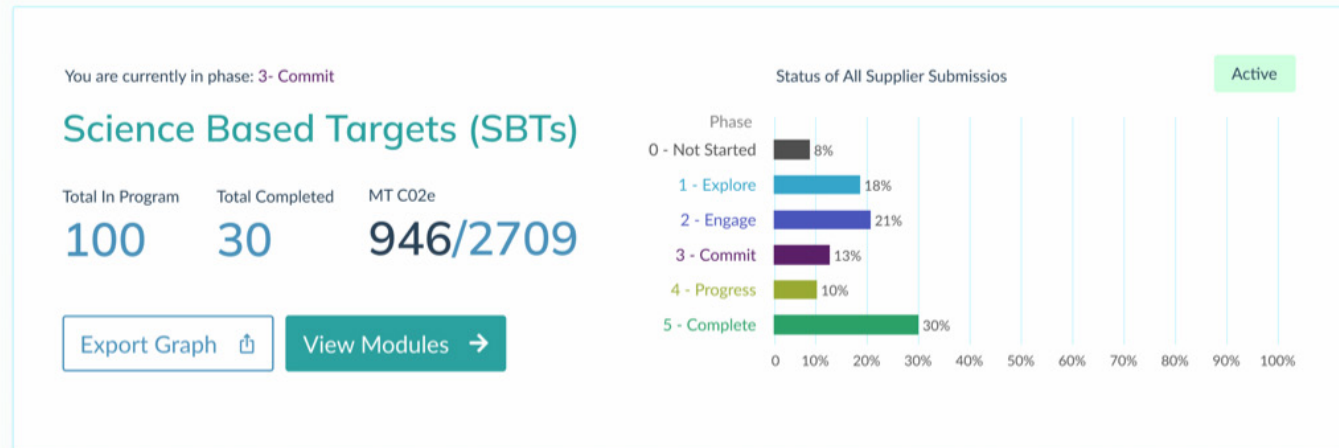 You are currently in phase: 3- Commit
Science Based Targets (SBTs)
Total In Program
Total Completed
MT C02e
100
30
946/2709
Export Graph
View Modules
Status of All Supplier Submissios
Active
Phase
0 - Not Started
8%
1 - Explore
18%
2 - Engage
21%
3 - Commit
13%
4 - Progress
10%
5 - Complete
30%
0 10% 20% 30% 40% 50% 60% 70% 80% 90% 100%